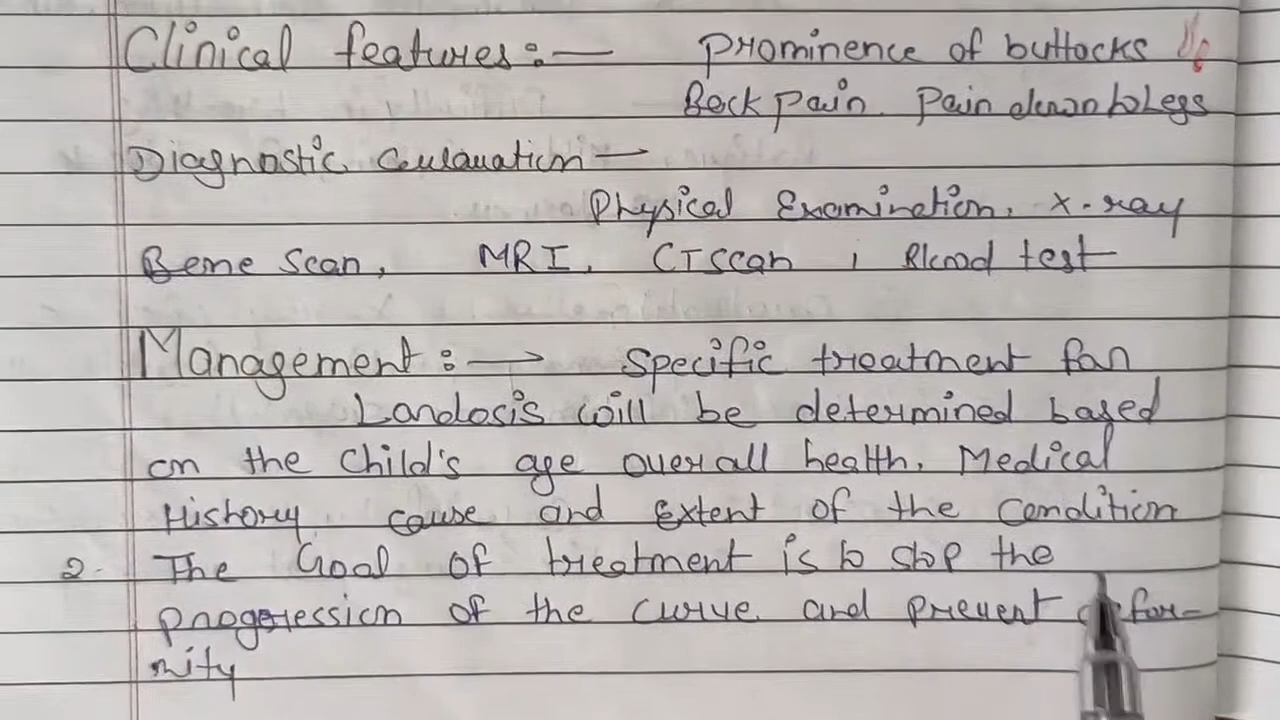 Clinical features:— Prominence of buttocks
Back pain. Pain down to Legs
Diagnostic evaluation —
Physical Examination, X-ray
Bone Scan, MRI, CT scan, Blood test
Management:→ Specific treatment for
Lordosis will be determined based
on the child's age overall health, Medical
History cause and Extent of the Condition
2. The Goal of treatment is to stop the
progression of the curve and prevent
mity